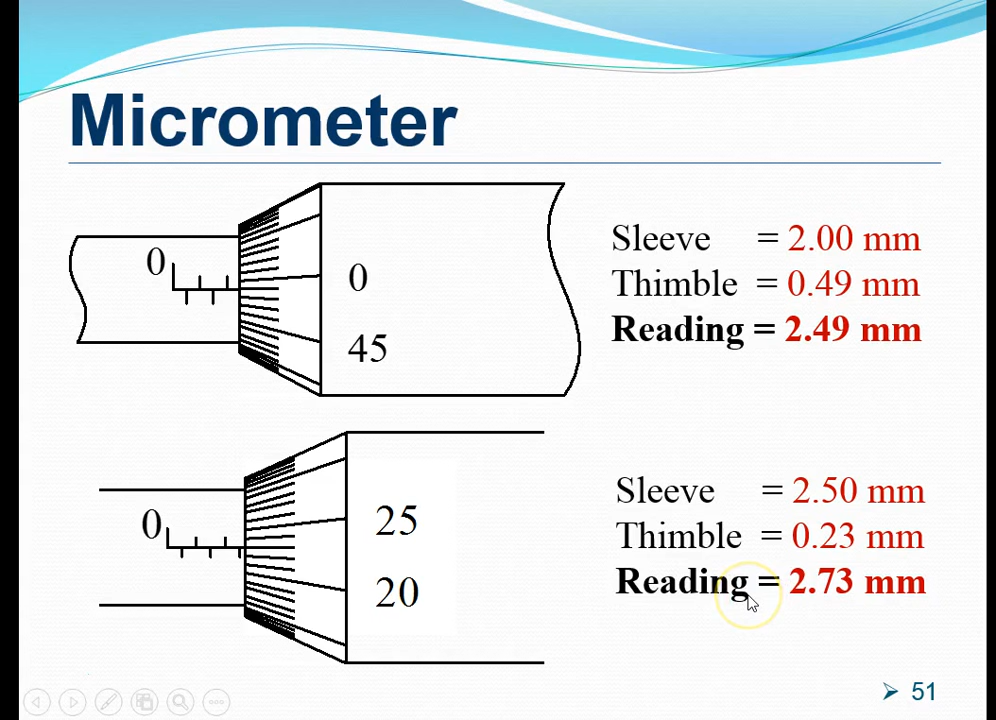 Micrometer
0
0
45
Sleeve = 2.00 mm
Thimble = 0.49 mm
Reading = 2.49 mm
0
25
20
Sleeve = 2.50 mm
Thimble = 0.23 mm
Reading = 2.73 mm
51